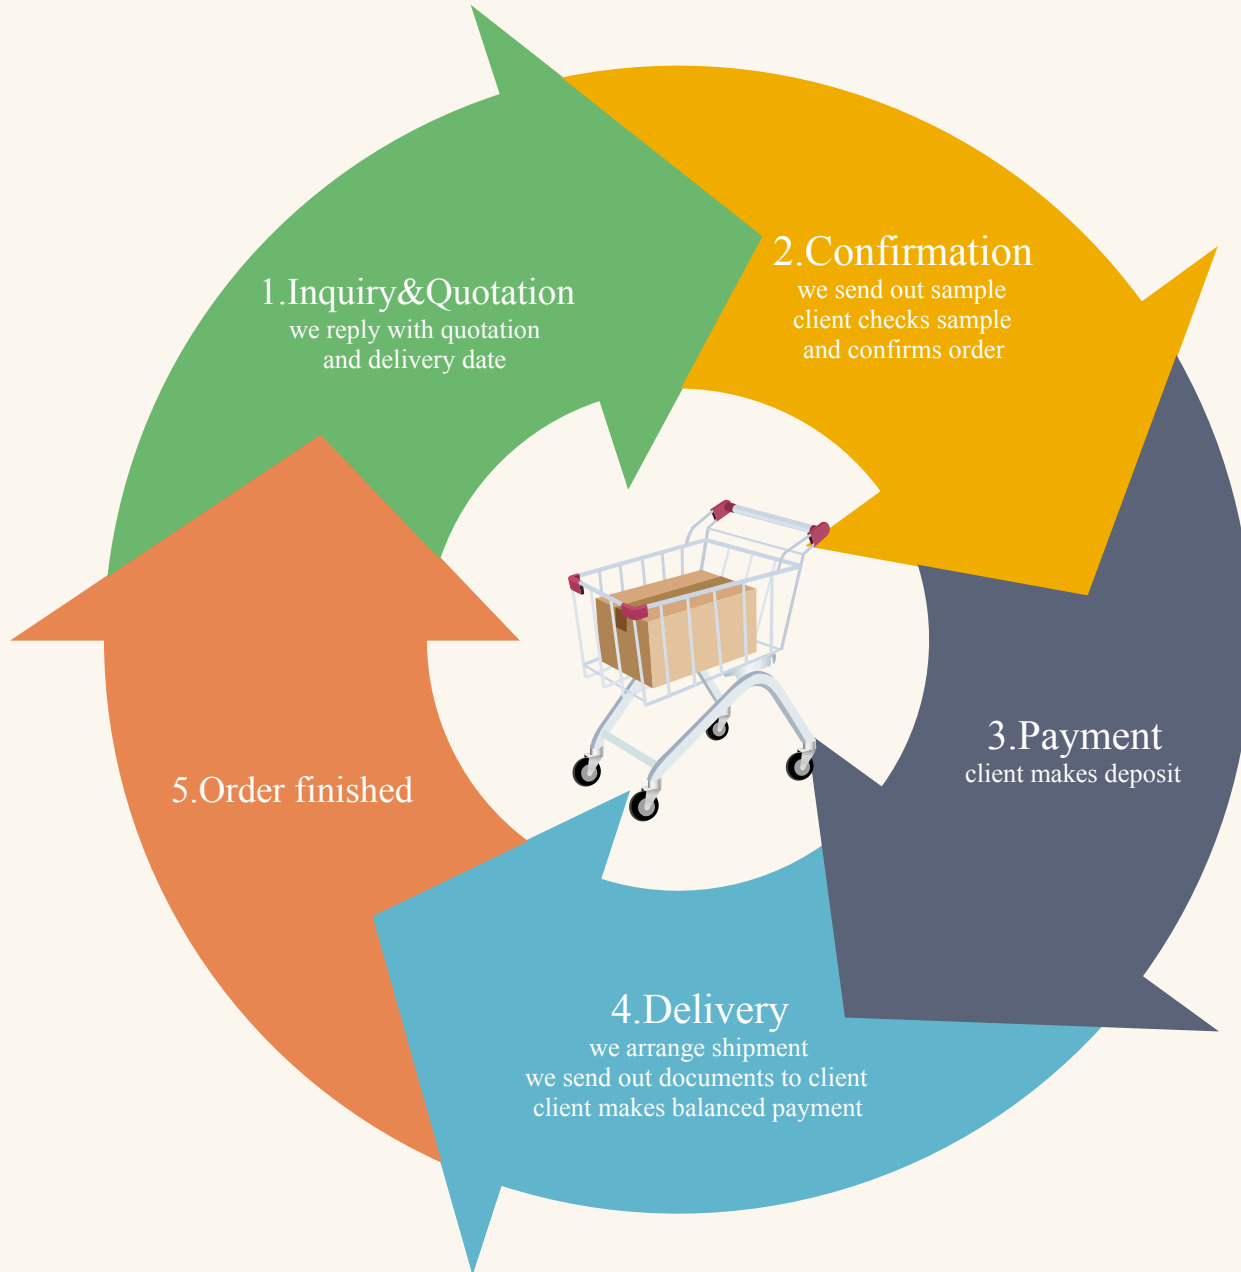 1.Inquiry&Quotation
we reply with quotation
and delivery date
2.Confirmation
we send out sample
client checks sample
and confirms order
3.Payment
client makes deposit
4.Delivery
we arrange shipment
we send out documents to client
client makes balanced payment
5.Order finished